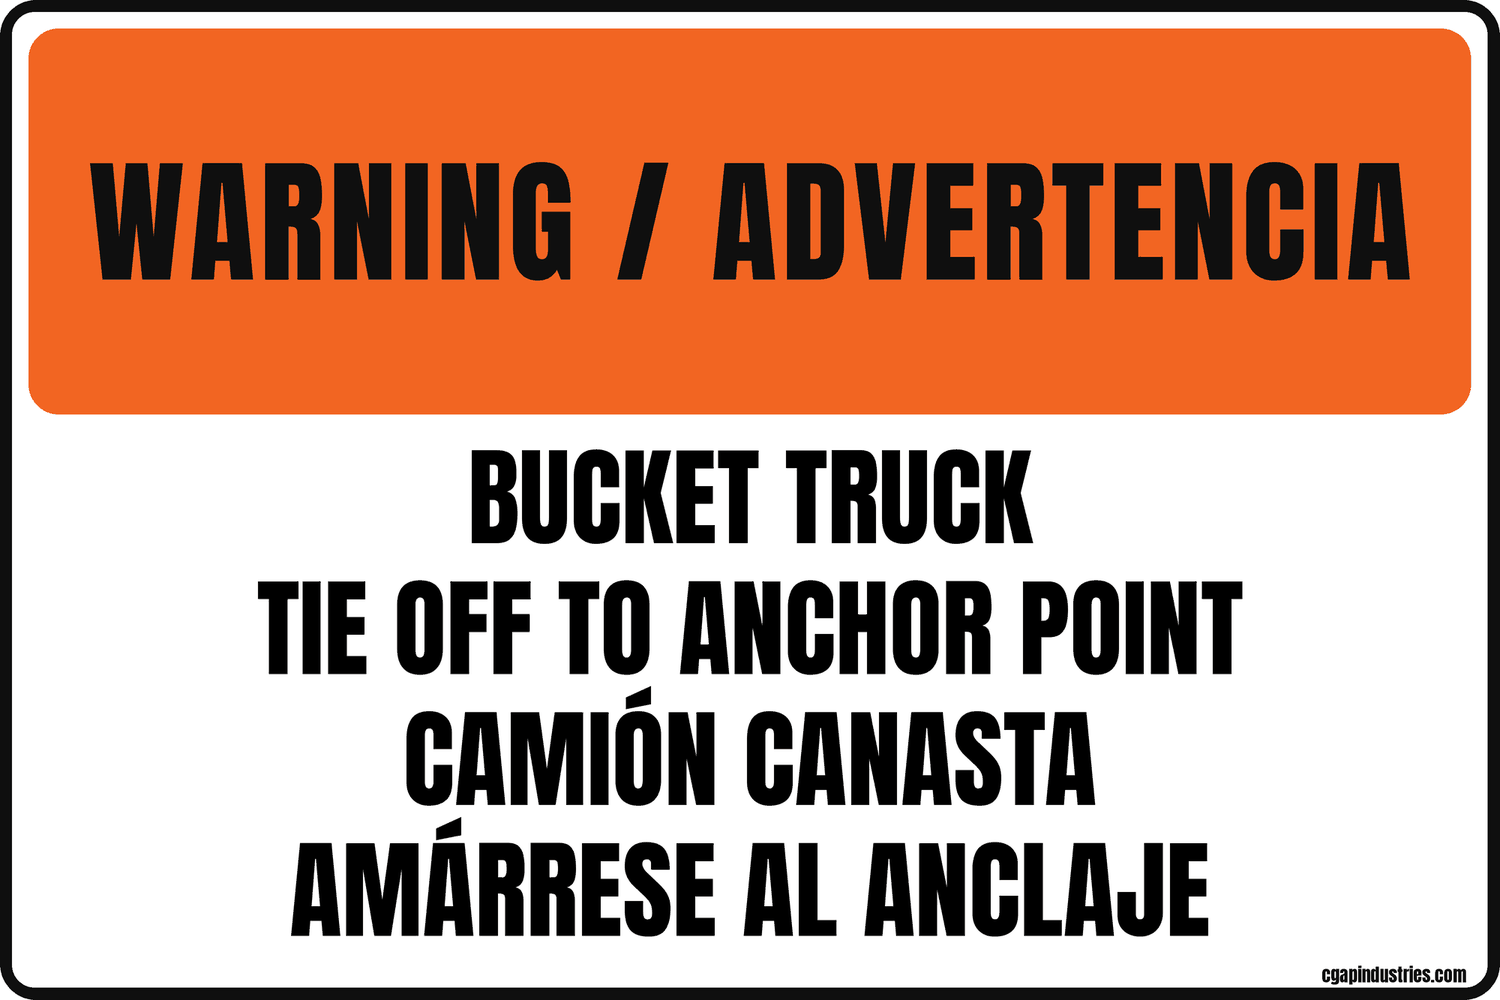 WARNING / ADVERTENCIA
BUCKET TRUCK
TIE OFF TO ANCHOR POINT
CAMIÓN CANASTA
AMÁRRESE AL ANCLAJE
cgapindustries.com